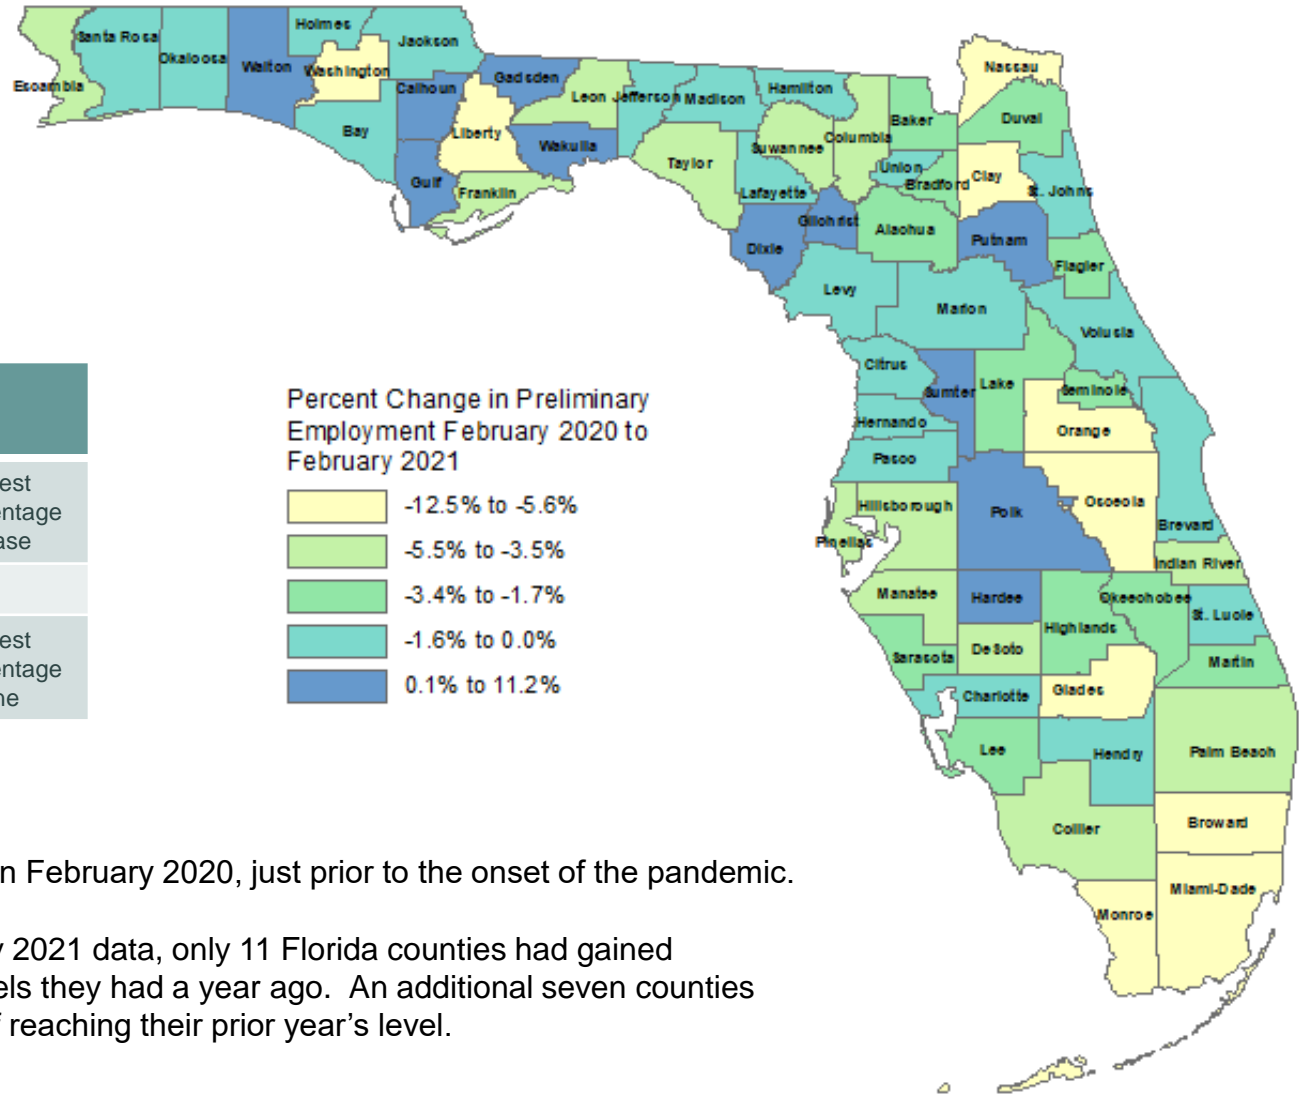 Holmes
Santa Rosa
Okaloosa
Walton
Washington
Jackson
Escambia
Calhoun
Gadsden
Leon
Jefferson
Madison
Hamilton
Nassau
Bay
Liberty
Wakulla
Taylor
Suwannee
Columbia
Baker
Duval
Gulf
Franklin
Lafayette
Union
Bradford
Clay
St. Johns
Dixie
Gilchrist
Alachua
Putnam
Flagler
Levy
Marion
Volusia
Citrus
Sumter
Lake
Seminole
Hernando
Orange
Pasco
Hillsborough
Polk
Osceola
Brevard
Pinellas
Indian River
Manatee
Hardee
Okeechobee
Highlands
St. Lucie
Sarasota
DeSoto
Martin
Charlotte
Glades
Lee
Hendry
Palm Beach
Collier
Broward
Monroe
Miami-Dade
est
entage
ase
est
entage
ne
Percent Change in Preliminary
Employment February 2020 to
February 2021
-12.5% to -5.6%
-5.5% to -3.5%
-3.4% to -1.7%
-1.6% to 0.0%
0.1% to 11.2%
n February 2020, just prior to the onset of the pandemic.
y 2021 data, only 11 Florida counties had gained
els they had a year ago. An additional seven counties
f reaching their prior year's level.